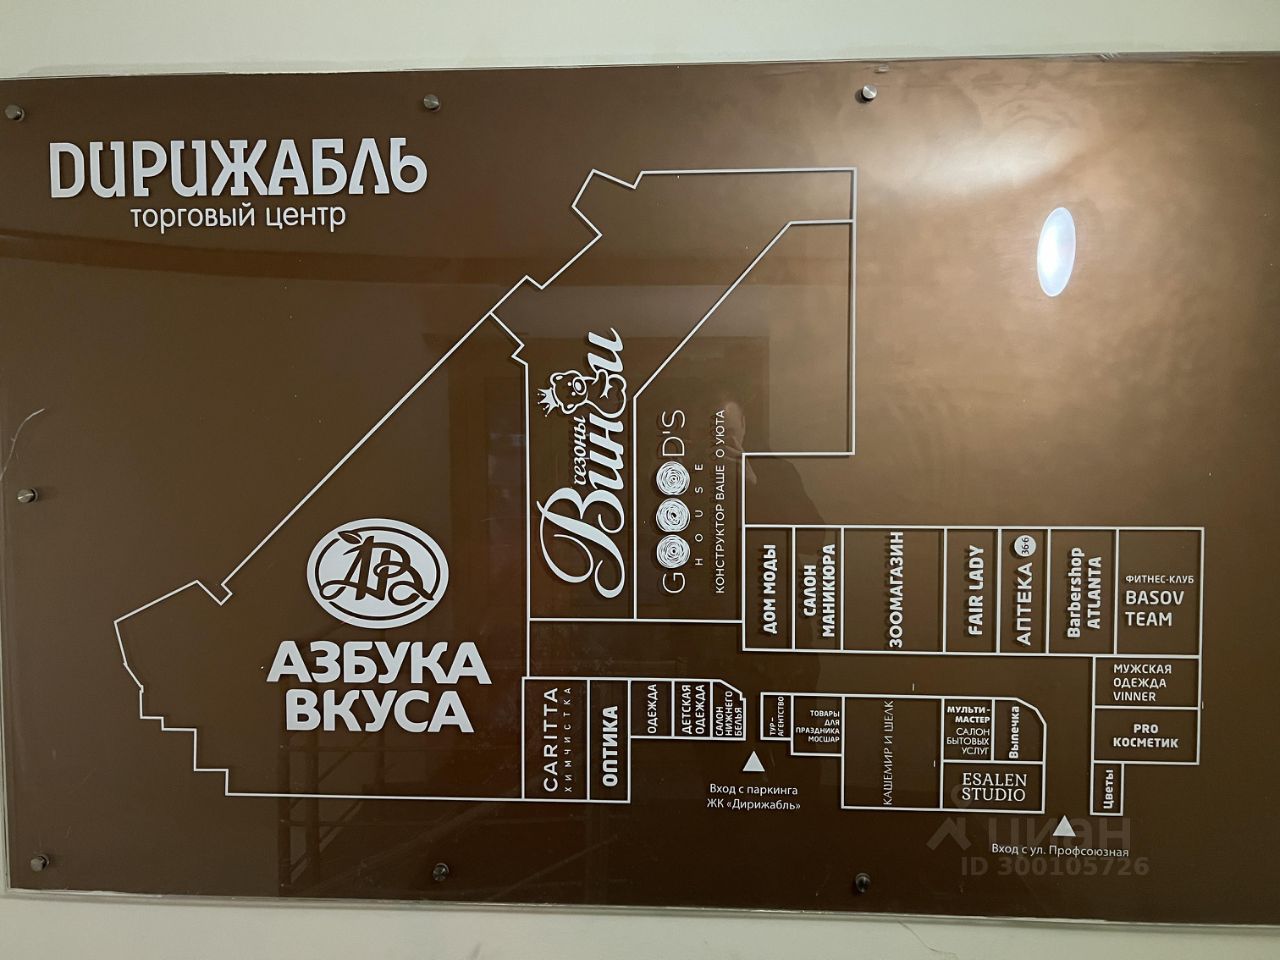 ДИРИЖАБЛЬ
торговый центр
АВ
АЗБУКА
ВКУСА
сезоны
Винни
GOOOD'S
HOUSE
КОНСТРУКТОР ВАШЕ О УЮТА
ДОМ МОДЫ
САЛОН
МАНИКЮРА
ЗООМАГАЗИН
FAIR LADY
АПТЕКА 36·6
Barbershop
ATLANTA
ФИТНЕС-КЛУБ
BASOV
TEAM
МУЖСКАЯ
ОДЕЖДА
VINNER
PRO
КОСМЕТИК
Цветы
CARITTA
ХИМЧИСТКА
ОПТИКА
ОДЕЖДА
ДЕТСКАЯ
ОДЕЖДА
САЛОН
НИЖНЕГО
БЕЛЬЯ
ТУР-
АГЕНТСТВО
ТОВАРЫ
ДЛЯ
ПРАЗДНИКА
МОСШАР
КАШЕМИР И ШЕЛК
МУЛЬТИ-
МАСТЕР
САЛОН
БЫТОВЫХ
УСЛУГ
Выпечка
ESALEN
STUDIO
Вход с паркинга
ЖК «Дирижабль»
Вход с ул. Профсоюзная
циан
ID 300105726